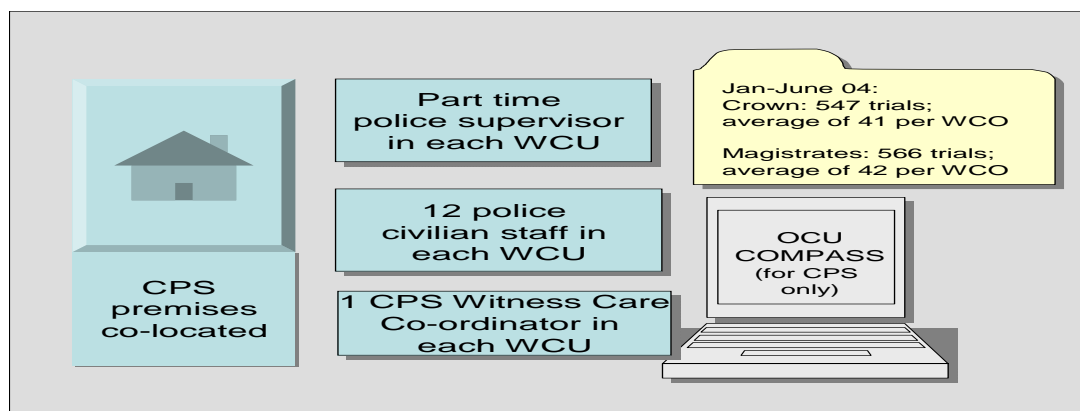 CPS
premises
co-located
Part time
police supervisor
in each WCU
12 police
civilian staff in
each WCU
1 CPS Witness Care
Co-ordinator in
each WCU
Jan-June 04:
Crown: 547 trials;
average of 41 per WCO
Magistrates: 566 trials;
average of 42 per WCO
OCU
COMPASS
(for CPS
only)